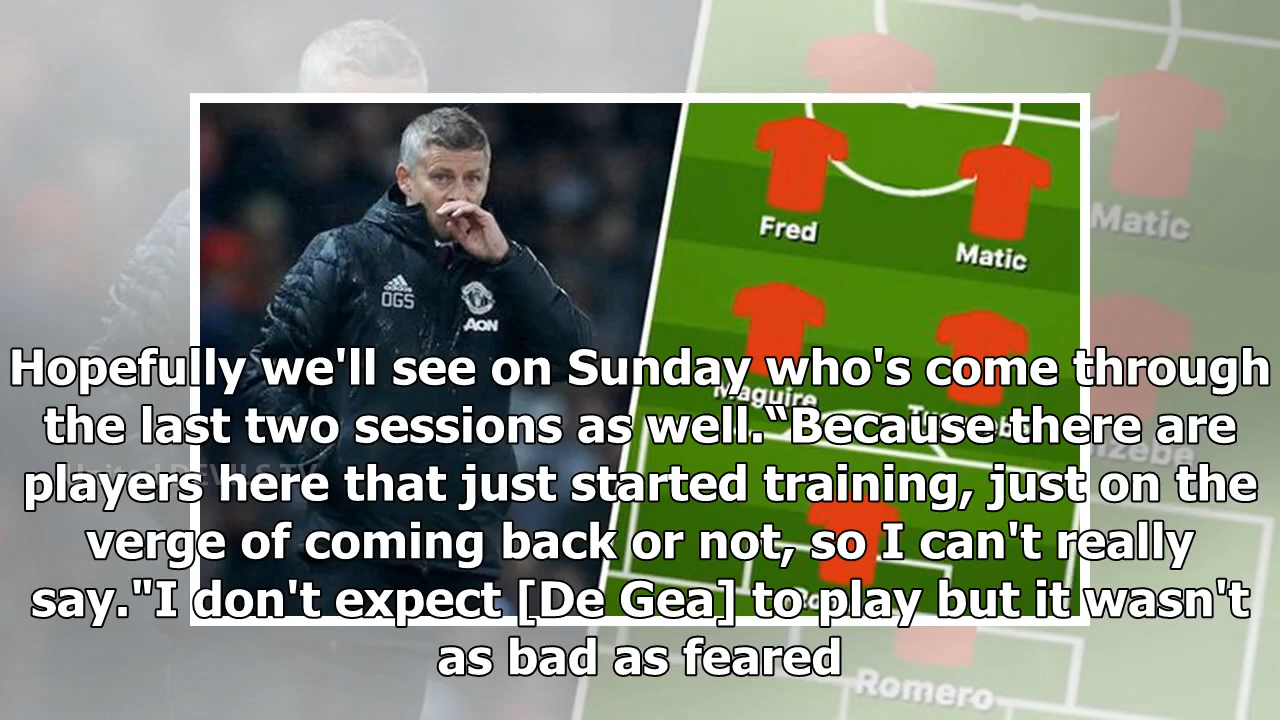 OGS
AON
Fred
Matic
Matic
Maguire
Hopefully we'll see on Sunday who's come through
the last two sessions as well.“Because there are
players here that just started training, just on the
verge of coming back or not, so I can't really
say."I don't expect [De Gea] to play but it wasn't
as bad as feared
Romero